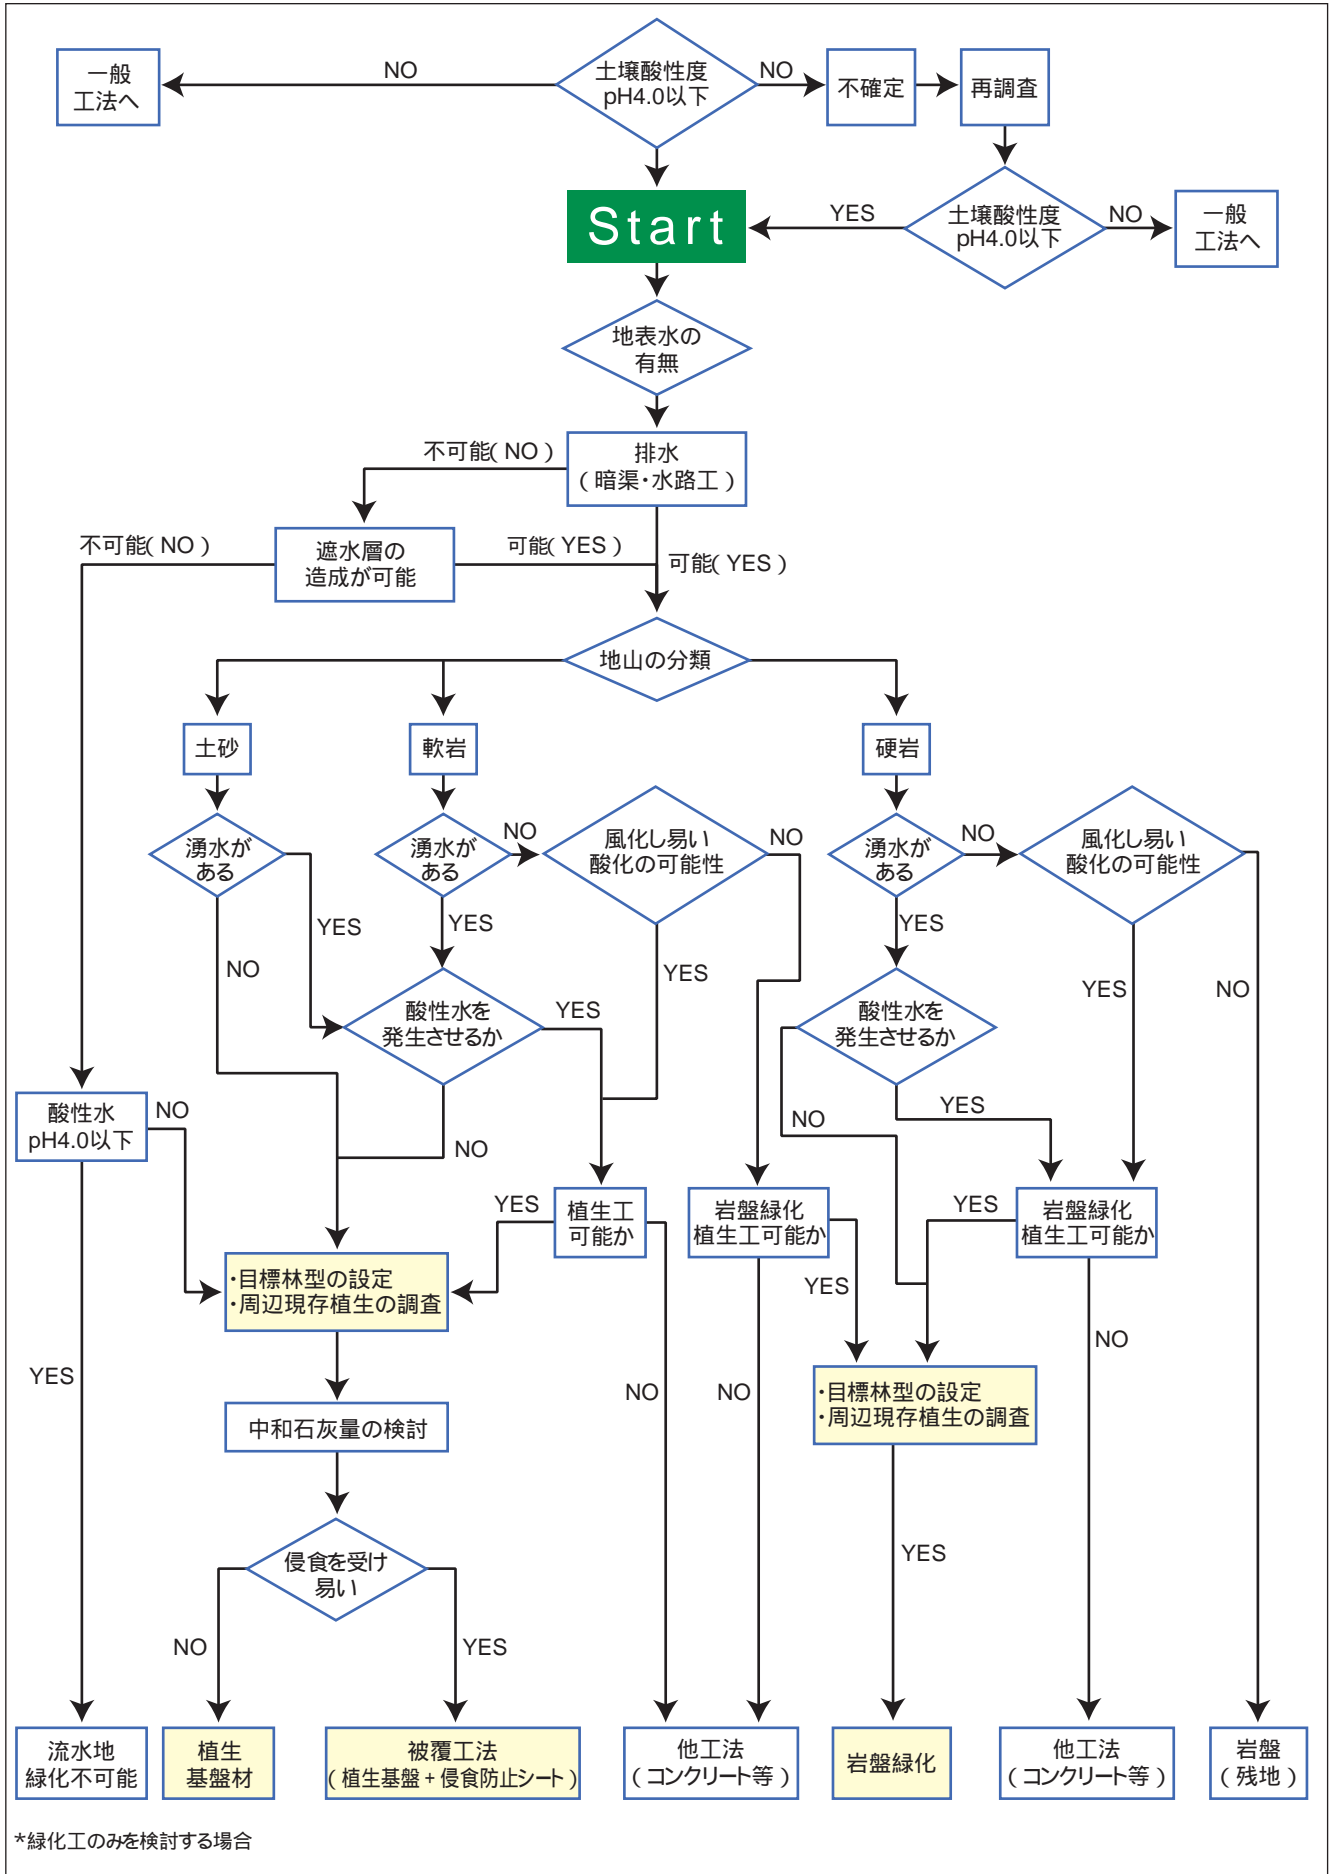 一般
工法へ
NO
土壌酸性度
pH4.0以下
NO
不確定
再調査
Start
YES
土壌酸性度
pH4.0以下
NO
一般
工法へ
地表水の
有無
不可能(NO)
排水
(暗渠・水路工)
不可能(NO)
遮水層の
造成が可能
可能(YES)
可能(YES)
地山の分類
土砂
軟岩
硬岩
湧水が
ある
YES
NO
湧水が
ある
NO
YES
風化し易い
酸化の可能性
NO
YES
湧水が
ある
NO
YES
風化し易い
酸化の可能性
YES
NO
酸性水を
発生させるか
YES
NO
酸性水を
発生させるか
YES
NO
酸性水
pH4.0以下
NO
YES
YES
植生工
可能か
NO
岩盤緑化
植生工可能か
YES
NO
YES
岩盤緑化
植生工可能か
NO
・目標林型の設定
・周辺現存植生の調査
・目標林型の設定
・周辺現存植生の調査
中和石灰量の検討
YES
侵食を受け
易い
NO
YES
流水地
緑化不可能
植生
基盤材
被覆工法
(植生基盤+侵食防止シート)
他工法
(コンクリート等)
岩盤緑化
他工法
(コンクリート等)
岩盤
(残地)
*緑化工のみを検討する場合